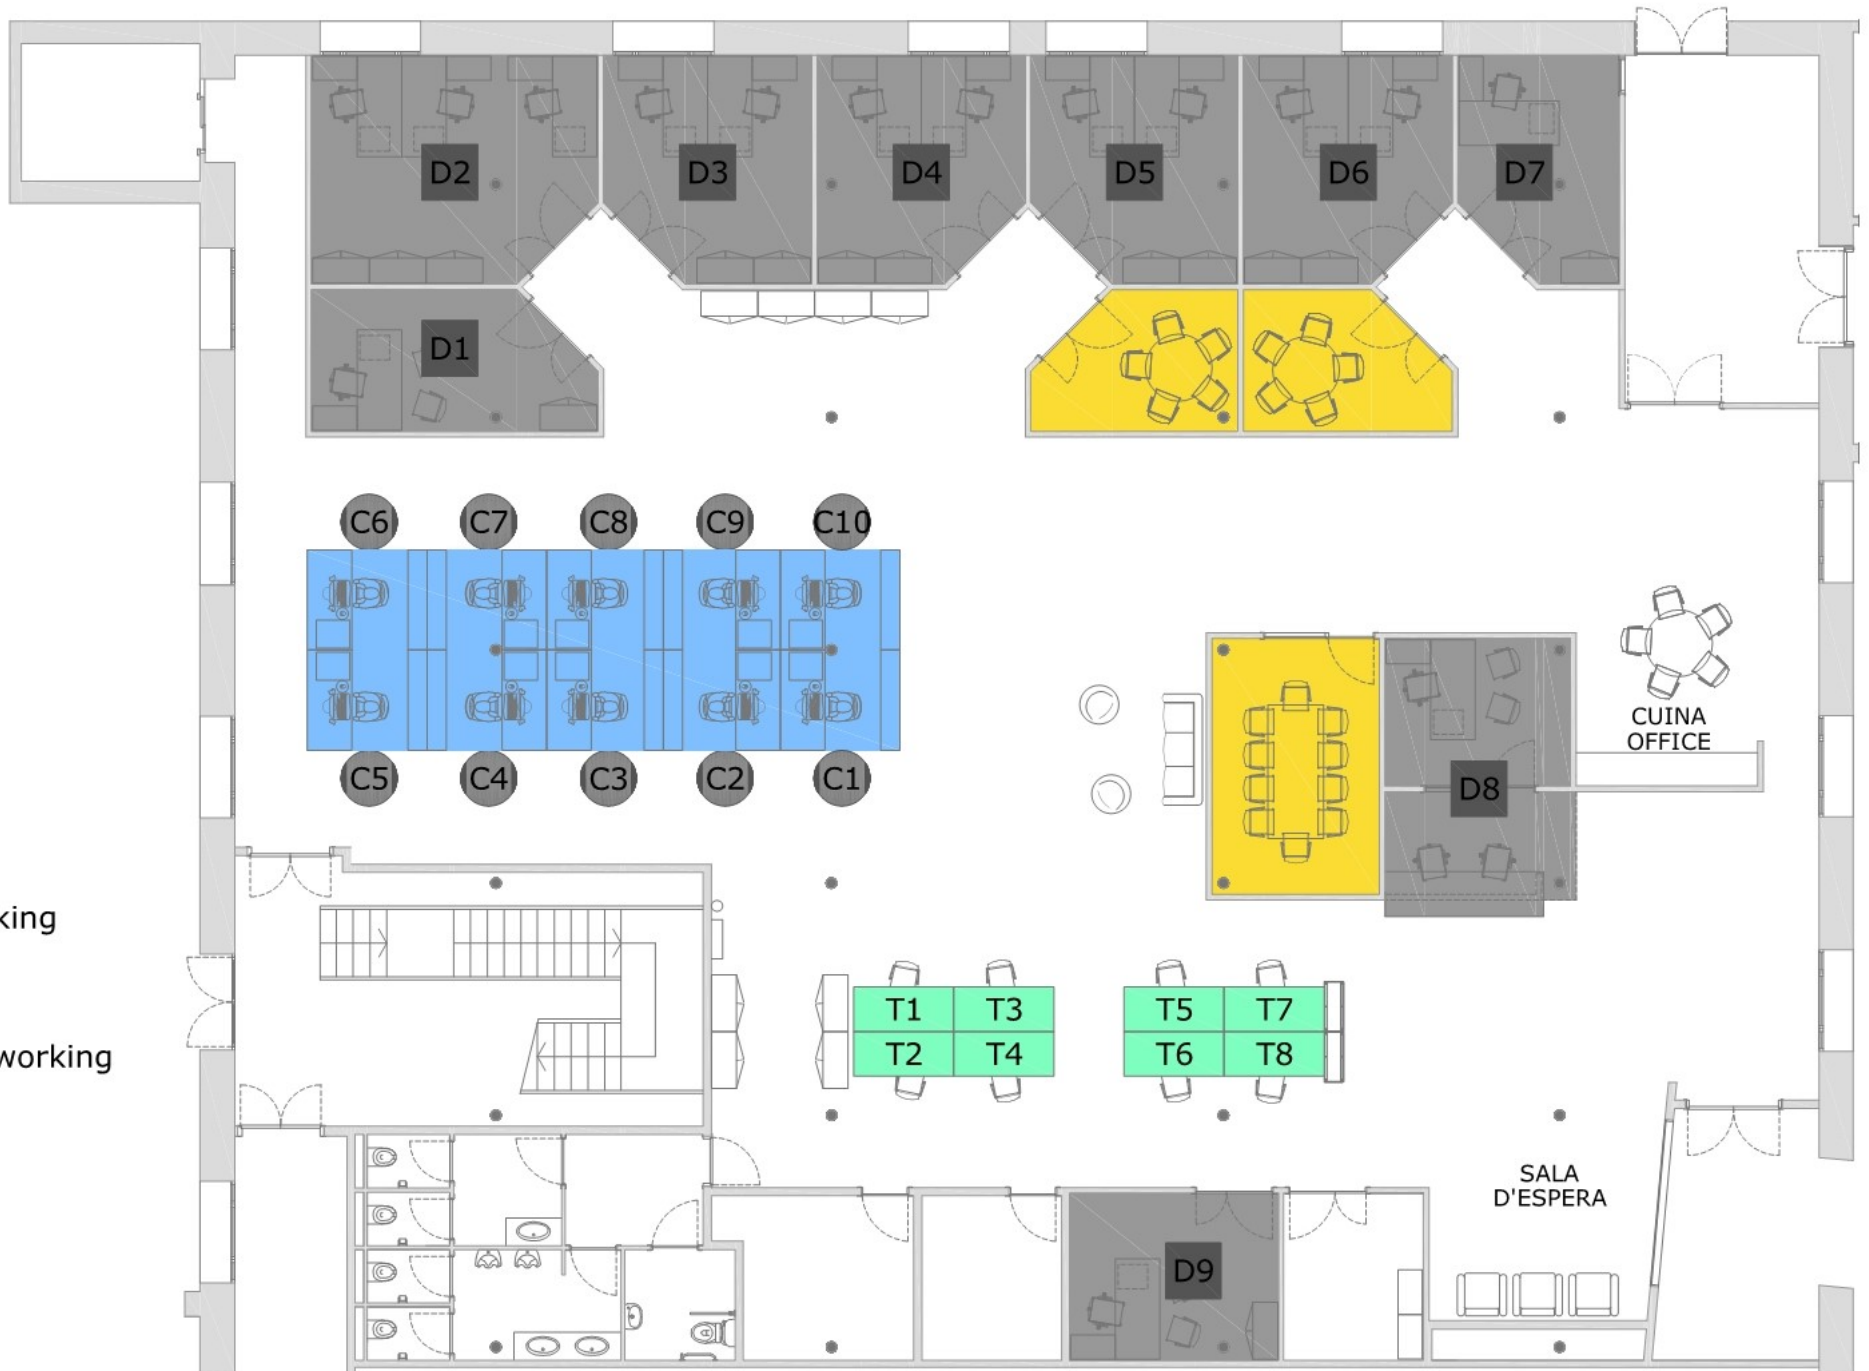 D2
D3
D4
D5
D6
D7
D1
C6
C7
C8
C9
C10
C5
C4
C3
C2
C1
CUINA
OFFICE
D8
king
T1
T3
T5
T7
T2
T4
T6
T8
working
SALA
D'ESPERA
D9